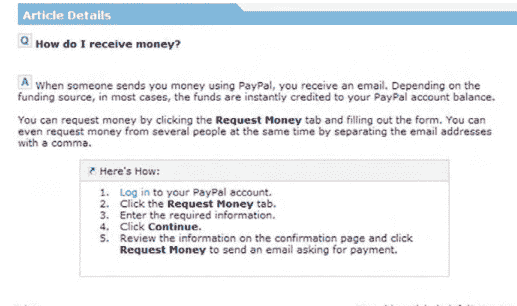 Article Details
Q How do I receive money?
A When someone sends you money using PayPal, you receive an email. Depending on the
funding source, in most cases, the funds are instantly credited to your PayPal account balance.
You can request money by clicking the Request Money tab and filling out the form. You can
even request money from several people at the same time by separating the email addresses
with a comma.
Here's How:
1. Log in to your PayPal account.
2. Click the Request Money tab.
3. Enter the required information.
4. Click Continue.
5. Review the information on the confirmation page and click
Request Money to send an email asking for payment.